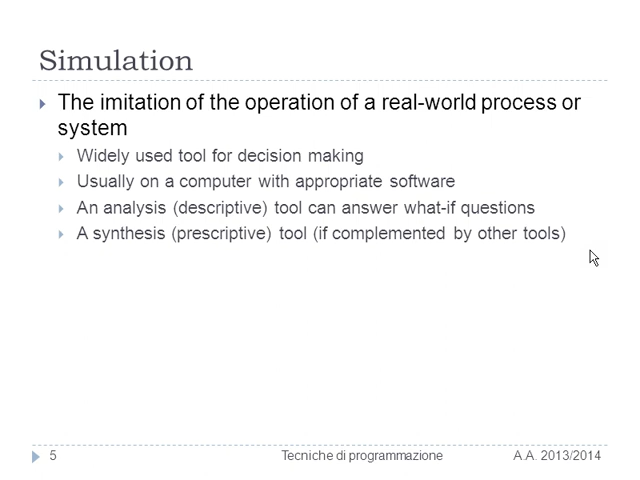 Simulation
The imitation of the operation of a real-world process or
system
Widely used tool for decision making
Usually on a computer with appropriate software
An analysis (descriptive) tool can answer what-if questions
A synthesis (prescriptive) tool (if complemented by other tools)
5 Tecniche di programmazione A.A. 2013/2014